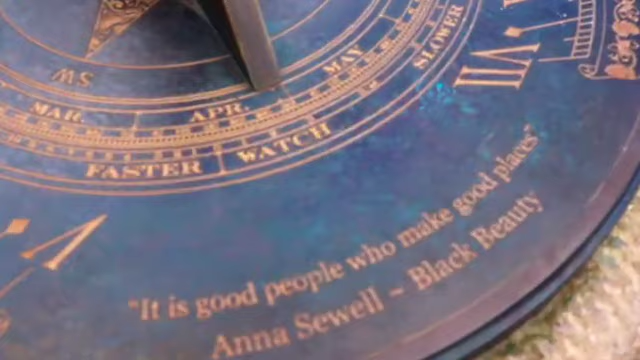 SW
MAR. APR. MAY
FASTER WATCH SLOWER
VII
V
"It is good people who make good places"
Anna Sewell ~ Black Beauty